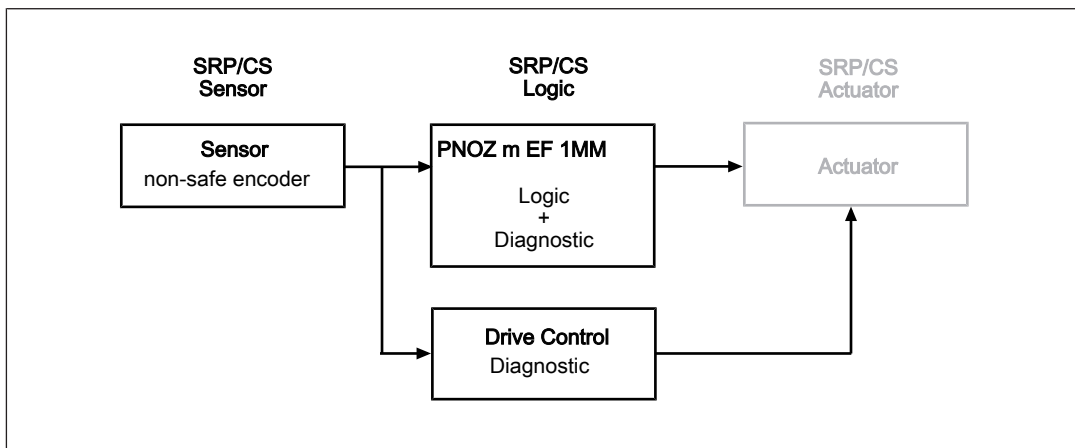 SRP/CS
Sensor
SRP/CS
Logic
SRP/CS
Actuator
Sensor
non-safe encoder
PNOZ m EF 1MM
Logic
+
Diagnostic
Actuator
Drive Control
Diagnostic